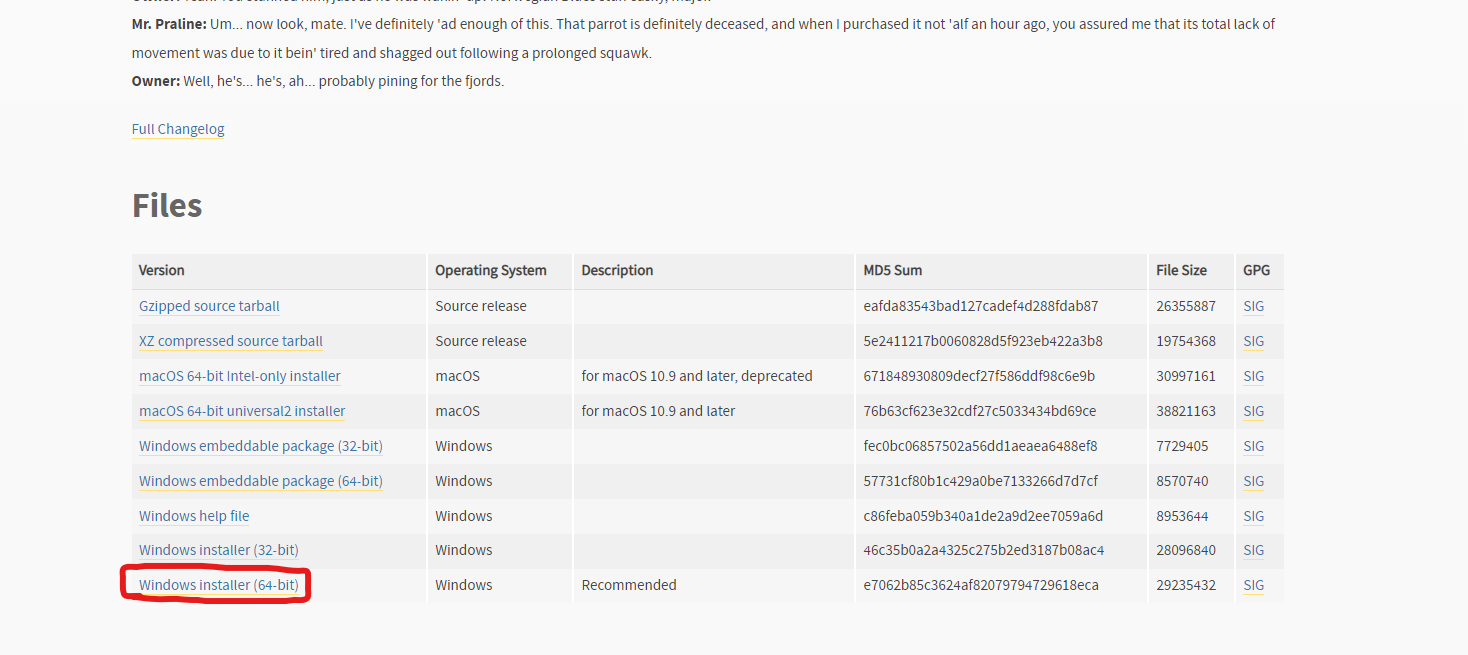 Mr. Praline: Um... now look, mate. I've definitely 'ad enough of this. That parrot is definitely deceased, and when I purchased it not 'alf an hour ago, you assured me that its total lack of
movement was due to it bein' tired and shagged out following a prolonged squawk.
Owner: Well, he's... he's, ah... probably pining for the fjords.
Full Changelog
Files
Version Operating System Description MD5 Sum File Size GPG
Gzipped source tarball Source release eafda83543bad127cadef4d288fdab87 26355887 SIG
XZ compressed source tarball Source release 5e2411217b0060828d5f923eb422a3b8 19754368 SIG
macOS 64-bit Intel-only installer macOS for macOS 10.9 and later, deprecated 671848930809decf27f586ddf98c6e9b 30997161 SIG
macOS 64-bit universal2 installer macOS for macOS 10.9 and later 76b63cf623e32cdf27c5033434bd69ce 38821163 SIG
Windows embeddable package (32-bit) Windows fec0bc06857502a56dd1aeaea6488ef8 7729405 SIG
Windows embeddable package (64-bit) Windows 57731cf80b1c429a0be7133266d7d7cf 8570740 SIG
Windows help file Windows c86feba059b340a1de2a9d2ee7059a6d 8953644 SIG
Windows installer (32-bit) Windows 46c35b0a2a4325c275b2ed3187b08ac4 28096840 SIG
Windows installer (64-bit) Windows Recommended e7062b85c3624af82079794729618eca 29235432 SIG